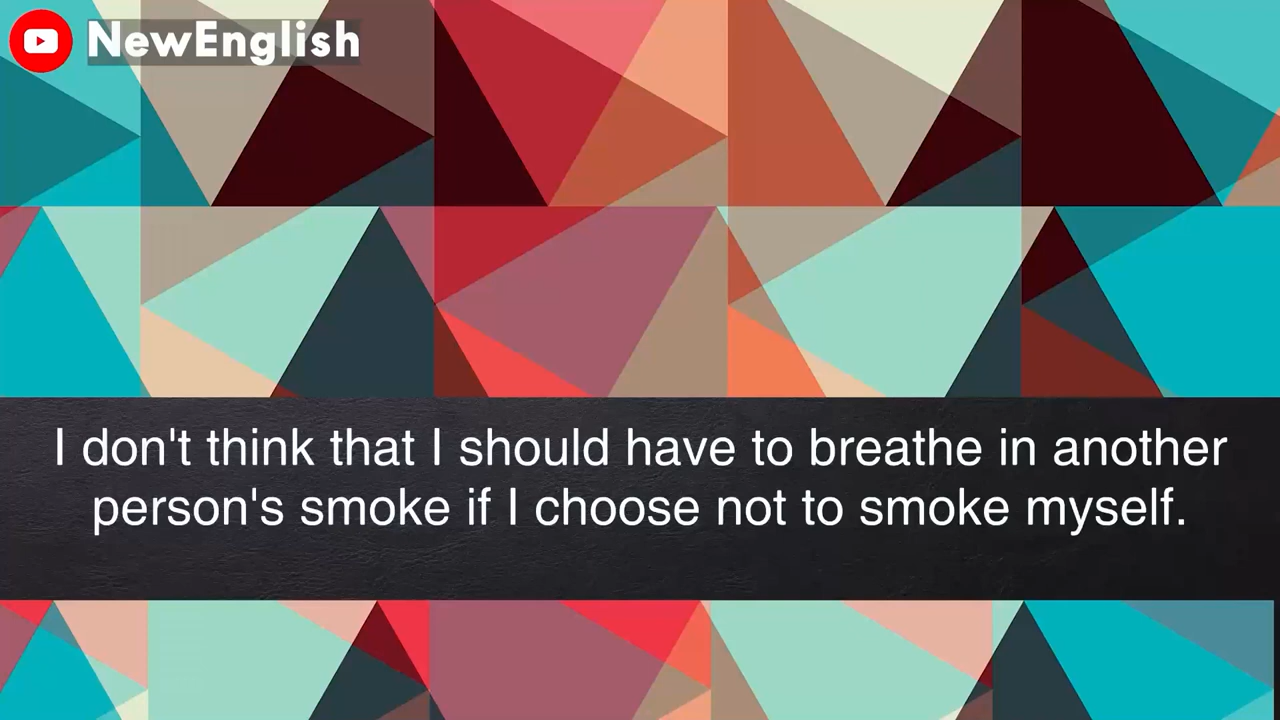 NewEnglish
I don't think that I should have to breathe in another
person's smoke if I choose not to smoke myself.